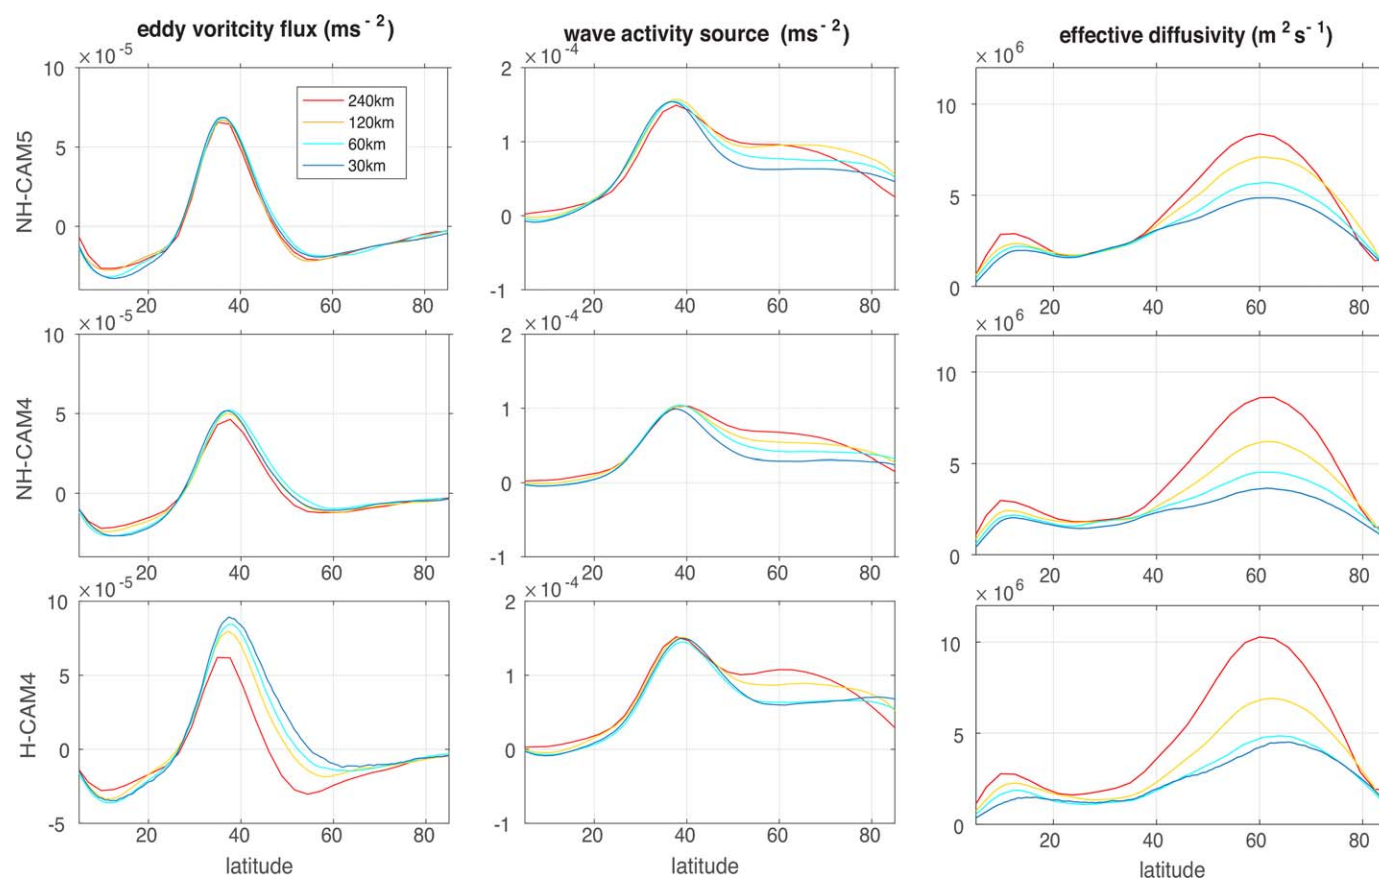 eddy voritcity flux (ms⁻²)
wave activity source (ms⁻²)
effective diffusivity (m²s⁻¹)
×10⁻⁵
×10⁻⁴
×10⁶
NH-CAM5
10
5
0
240km
120km
60km
30km
20 40 60 80
2
1
0
-1
20 40 60 80
10
5
0
20 40 60 80
×10⁻⁵
×10⁻⁴
×10⁶
NH-CAM4
10
5
0
20 40 60 80
2
1
0
-1
20 40 60 80
10
5
0
20 40 60 80
×10⁻⁵
×10⁻⁴
×10⁶
H-CAM4
10
5
0
-5
20 40 60 80
latitude
2
1
0
-1
20 40 60 80
latitude
10
5
0
20 40 60 80
latitude